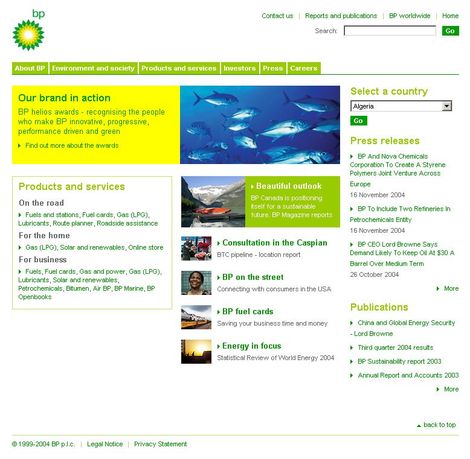 bp
Contact us | Reports and publications | BP worldwide | Home
Search:
Go
About BP
Environment and society
Products and services
Investors
Press
Careers
Our brand in action
BP helios awards - recognising the people
who make BP innovative, progressive,
performance driven and green
Find out more about the awards
Select a country
Algeria
Go
Press releases
BP And Nova Chemicals
Corporation To Create A Styrene
Polymers Joint Venture Across
Europe
16 November 2004
BP To Include Two Refineries In
Petrochemicals Entity
16 November 2004
BP CEO Lord Browne Says
Demand Likely To Keep Oil At $30 A
Barrel Over Medium Term
26 October 2004
More
Publications
China and Global Energy Security
- Lord Browne
Third quarter 2004 results
BP Sustainability report 2003
Annual Report and Accounts 2003
More
Products and services
On the road
Fuels and stations, Fuel cards, Gas (LPG),
Lubricants, Route planner, Roadside assistance
For the home
Gas (LPG), Solar and renewables, Online store
For business
Fuels, Fuel cards, Gas and power, Gas (LPG),
Lubricants, Solar and renewables,
Petrochemicals, Bitumen, Air BP, BP Marine, BP
Openbooks
Beautiful outlook
BP Canada is positioning
itself for a sustainable
future. BP Magazine reports
Consultation in the Caspian
BTC pipeline - location report
BP on the street
Connecting with consumers in the USA
BP fuel cards
Saving your business time and money
Energy in focus
Statistical Review of World Energy 2004
back to top
© 1999-2004 BP p.l.c. | Legal Notice | Privacy Statement